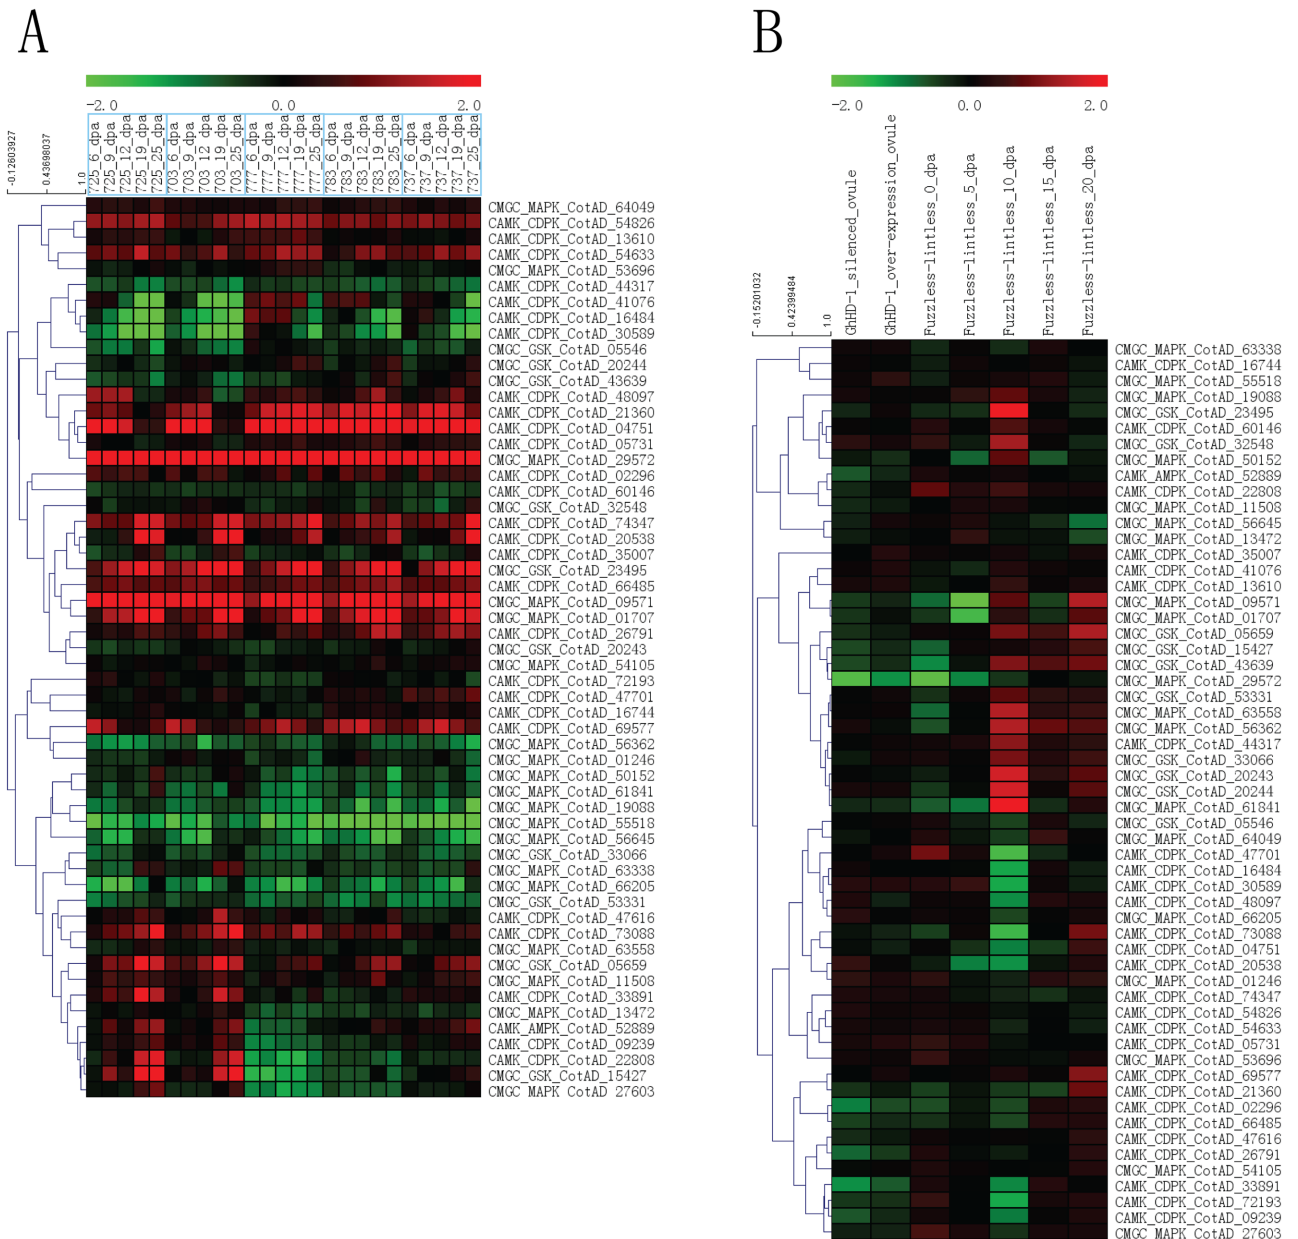 A
-2.0 0.0 2.0
-0.12603927
0.43698037
1.0
725_6_dpa
725_9_dpa
725_12_dpa
725_19_dpa
725_25_dpa
703_6_dpa
703_9_dpa
703_12_dpa
703_19_dpa
703_25_dpa
777_6_dpa
777_9_dpa
777_12_dpa
777_19_dpa
777_25_dpa
783_6_dpa
783_9_dpa
783_12_dpa
783_19_dpa
783_25_dpa
737_6_dpa
737_9_dpa
737_12_dpa
737_19_dpa
737_25_dpa
CMGC_MAPK_CotAD_64049
CAMK_CDPK_CotAD_54826
CAMK_CDPK_CotAD_13610
CAMK_CDPK_CotAD_54633
CMGC_MAPK_CotAD_53696
CAMK_CDPK_CotAD_44317
CAMK_CDPK_CotAD_41076
CAMK_CDPK_CotAD_16484
CAMK_CDPK_CotAD_30589
CMGC_GSK_CotAD_05546
CMGC_GSK_CotAD_20244
CMGC_GSK_CotAD_43639
CAMK_CDPK_CotAD_48097
CAMK_CDPK_CotAD_21360
CAMK_CDPK_CotAD_04751
CAMK_CDPK_CotAD_05731
CMGC_MAPK_CotAD_29572
CAMK_CDPK_CotAD_02296
CAMK_CDPK_CotAD_60146
CMGC_GSK_CotAD_32548
CAMK_CDPK_CotAD_74347
CAMK_CDPK_CotAD_20538
CAMK_CDPK_CotAD_35007
CMGC_GSK_CotAD_23495
CAMK_CDPK_CotAD_66485
CMGC_MAPK_CotAD_09571
CMGC_MAPK_CotAD_01707
CAMK_CDPK_CotAD_26791
CMGC_GSK_CotAD_20243
CMGC_MAPK_CotAD_54105
CAMK_CDPK_CotAD_72193
CAMK_CDPK_CotAD_47701
CAMK_CDPK_CotAD_16744
CAMK_CDPK_CotAD_69577
CMGC_MAPK_CotAD_56362
CMGC_MAPK_CotAD_01246
CMGC_MAPK_CotAD_50152
CMGC_MAPK_CotAD_61841
CMGC_MAPK_CotAD_19088
CMGC_MAPK_CotAD_55518
CMGC_MAPK_CotAD_56645
CMGC_GSK_CotAD_33066
CMGC_MAPK_CotAD_63338
CMGC_MAPK_CotAD_66205
CMGC_GSK_CotAD_53331
CAMK_CDPK_CotAD_47616
CAMK_CDPK_CotAD_73088
CMGC_MAPK_CotAD_63558
CMGC_GSK_CotAD_05659
CMGC_MAPK_CotAD_11508
CAMK_CDPK_CotAD_33891
CMGC_MAPK_CotAD_13472
CAMK_AMPK_CotAD_52889
CAMK_CDPK_CotAD_09239
CAMK_CDPK_CotAD_22808
CMGC_GSK_CotAD_15427
CMGC_MAPK_CotAD_27603
B
-2.0 0.0 2.0
-0.15201032
0.42399484
1.0
GhHD-1_silenced_ovule
GhHD-1_over-expression_ovule
Fuzzless-lintless_0_dpa
Fuzzless-lintless_5_dpa
Fuzzless-lintless_10_dpa
Fuzzless-lintless_15_dpa
Fuzzless-lintless_20_dpa
CMGC_MAPK_CotAD_63338
CAMK_CDPK_CotAD_16744
CMGC_MAPK_CotAD_55518
CMGC_MAPK_CotAD_19088
CMGC_GSK_CotAD_23495
CAMK_CDPK_CotAD_60146
CMGC_GSK_CotAD_32548
CMGC_MAPK_CotAD_50152
CAMK_AMPK_CotAD_52889
CAMK_CDPK_CotAD_22808
CMGC_MAPK_CotAD_11508
CMGC_MAPK_CotAD_56645
CMGC_MAPK_CotAD_13472
CAMK_CDPK_CotAD_35007
CAMK_CDPK_CotAD_41076
CAMK_CDPK_CotAD_13610
CMGC_MAPK_CotAD_09571
CMGC_MAPK_CotAD_01707
CMGC_GSK_CotAD_05659
CMGC_GSK_CotAD_15427
CMGC_GSK_CotAD_43639
CMGC_MAPK_CotAD_29572
CMGC_GSK_CotAD_53331
CMGC_MAPK_CotAD_63558
CMGC_MAPK_CotAD_56362
CAMK_CDPK_CotAD_44317
CMGC_GSK_CotAD_33066
CMGC_GSK_CotAD_20243
CMGC_GSK_CotAD_20244
CMGC_MAPK_CotAD_61841
CMGC_GSK_CotAD_05546
CMGC_MAPK_CotAD_64049
CAMK_CDPK_CotAD_47701
CAMK_CDPK_CotAD_16484
CAMK_CDPK_CotAD_30589
CAMK_CDPK_CotAD_48097
CMGC_MAPK_CotAD_66205
CAMK_CDPK_CotAD_73088
CAMK_CDPK_CotAD_04751
CAMK_CDPK_CotAD_20538
CMGC_MAPK_CotAD_01246
CAMK_CDPK_CotAD_74347
CAMK_CDPK_CotAD_54826
CAMK_CDPK_CotAD_54633
CAMK_CDPK_CotAD_05731
CMGC_MAPK_CotAD_53696
CAMK_CDPK_CotAD_69577
CAMK_CDPK_CotAD_21360
CAMK_CDPK_CotAD_02296
CAMK_CDPK_CotAD_66485
CAMK_CDPK_CotAD_47616
CAMK_CDPK_CotAD_26791
CMGC_MAPK_CotAD_54105
CAMK_CDPK_CotAD_33891
CAMK_CDPK_CotAD_72193
CAMK_CDPK_CotAD_09239
CMGC_MAPK_CotAD_27603